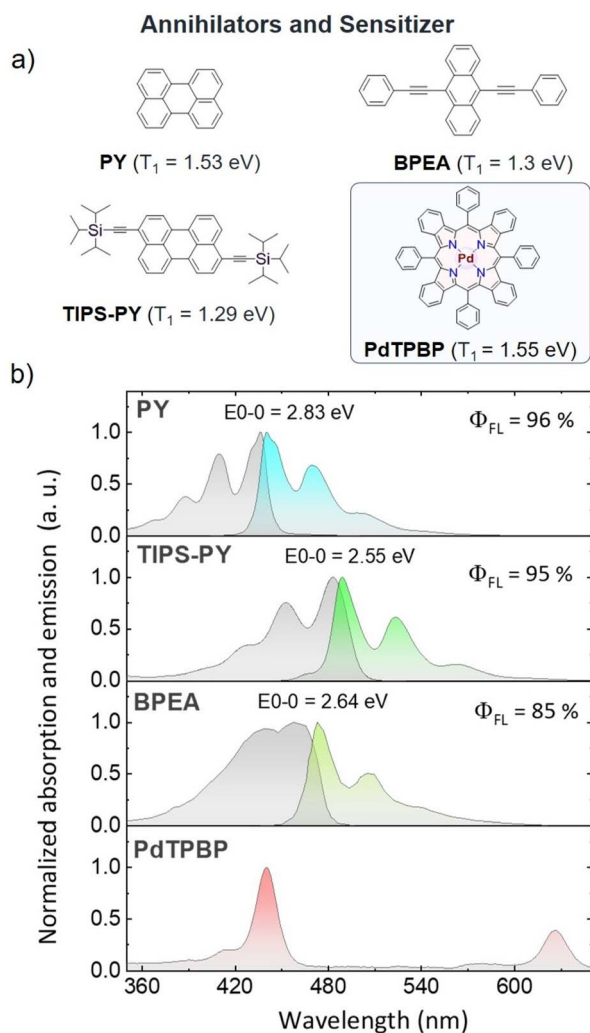 Annihilators and Sensitizer
a)
PY (T₁ = 1.53 eV)
BPEA (T₁ = 1.3 eV)
Si
Si
TIPS-PY (T₁ = 1.29 eV)
N
N
Pd
N
N
PdTPBP (T₁ = 1.55 eV)
b)
Normalized absorption and emission (a. u.)
PY
E0-0 = 2.83 eV
Φ_FL = 96 %
1.0
0.5
0.0
TIPS-PY
E0-0 = 2.55 eV
Φ_FL = 95 %
1.0
0.5
0.0
BPEA
E0-0 = 2.64 eV
Φ_FL = 85 %
1.0
0.5
0.0
PdTPBP
1.0
0.5
0.0
360 420 480 540 600
Wavelength (nm)